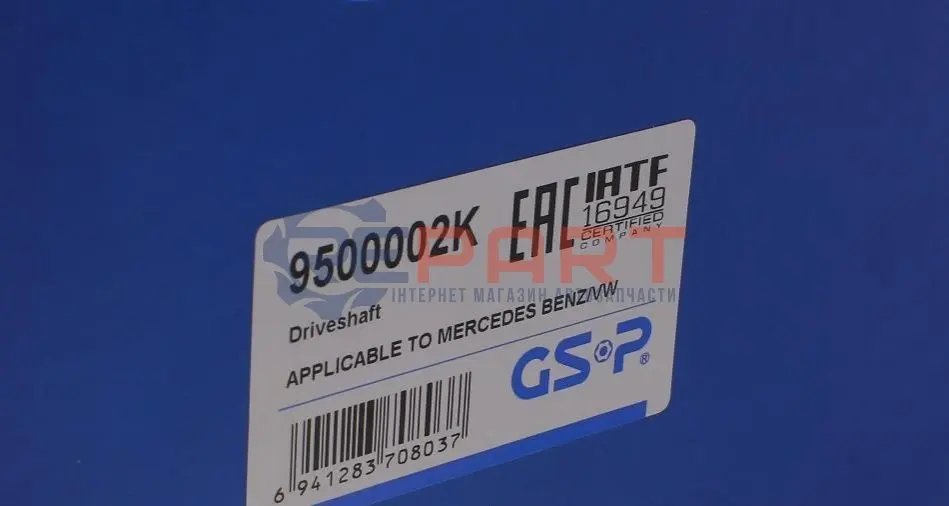 9500002K
EAC
IATF
16949
CERTIFIED
COMPANY
PART
ІНТЕРНЕТ МАГАЗИН АВТОЗАПЧАСТИ
Driveshaft
APPLICABLE TO MERCEDES BENZ/VW
GSP®
6 941283 708037